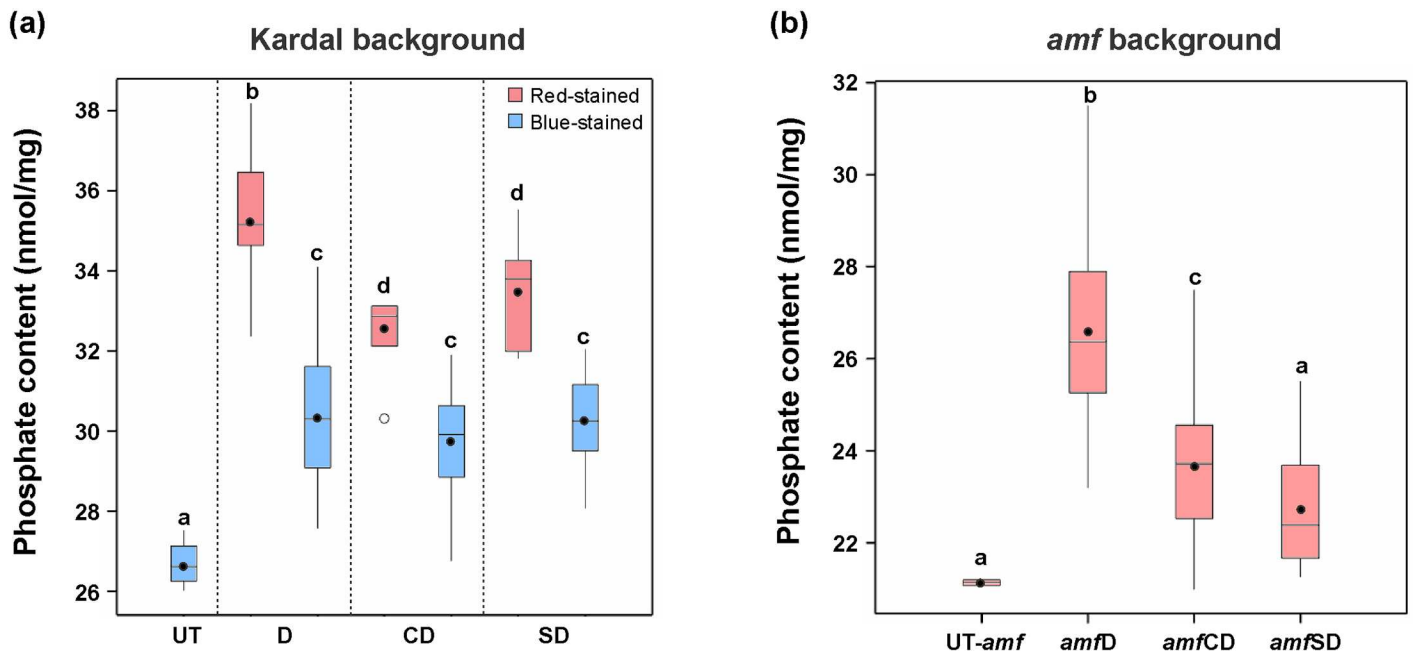 (a)
Kardal background
Phosphate content (nmol/mg)
38
36
34
32
30
28
26
b
Red-stained
Blue-stained
d
c
d
c
c
a
UT
D
CD
SD
(b)
amf background
Phosphate content (nmol/mg)
32
30
28
26
24
22
b
c
a
a
UT-amf
amfD
amfCD
amfSD